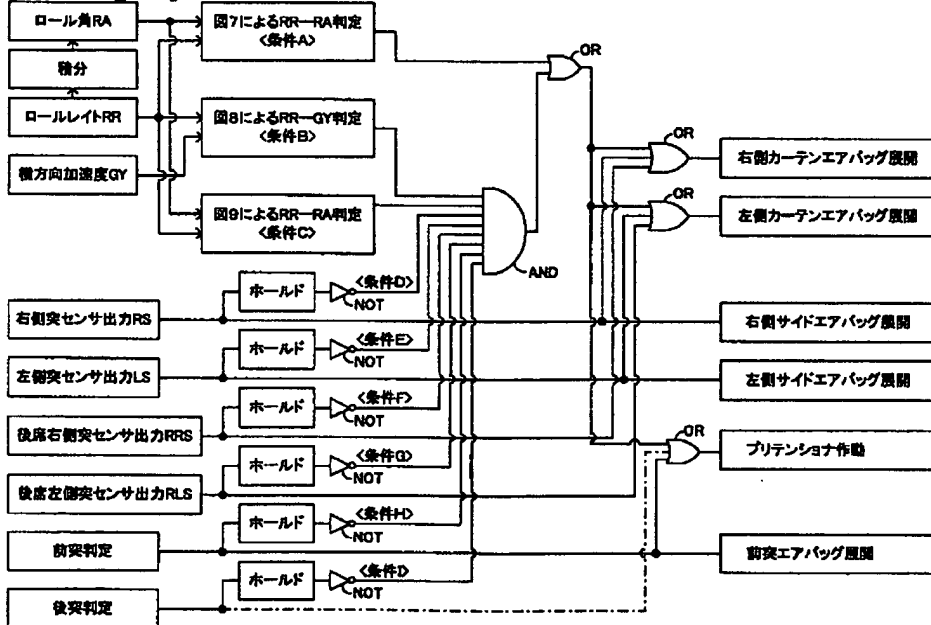 ロール角RA
積分
ロールレイトRR
横方向加速度GY
図7によるRR—RA判定
<条件A>
図8によるRR—GY判定
<条件B>
図9によるRR—RA判定
<条件C>
OR
AND
OR
右側カーテンエアバッグ展開
OR
左側カーテンエアバッグ展開
右側突センサ出力RS
ホールド
NOT
<条件D>
右側サイドエアバッグ展開
左側突センサ出力LS
ホールド
NOT
<条件E>
左側サイドエアバッグ展開
後席右側突センサ出力RRS
ホールド
NOT
<条件F>
OR
プリテンショナ作動
後席左側突センサ出力RLS
ホールド
NOT
<条件G>
前突判定
ホールド
NOT
<条件H>
前突エアバッグ展開
後突判定
ホールド
NOT
<条件I>